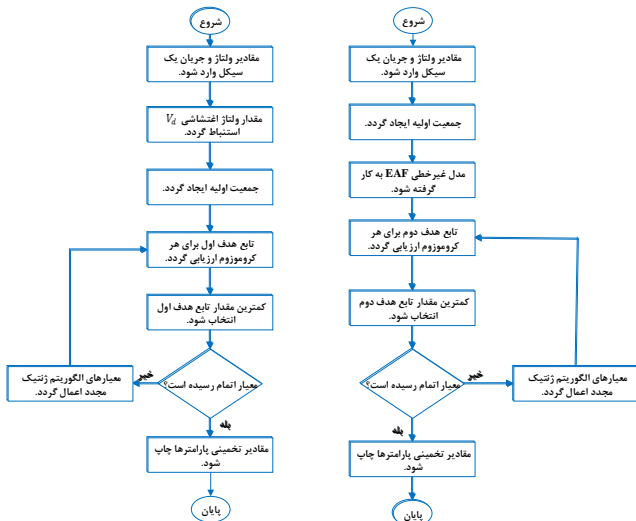 شروع
مقادیر ولتاژ و جریان یک
سیکل وارد شود.
جمعیت اولیه ایجاد گردد.
مدل غیرخطی EAF به کار
گرفته شود.
تابع هدف دوم برای هر
کروموزوم ارزیابی گردد.
کمترین مقدار تابع هدف دوم
انتخاب شود.
معیار اتمام رسیده است؟
خیر
معیارهای الگوریتم ژنتیک
مجدد اعمال گردد.
بله
مقادیر تخمینی پارامترها چاپ
شود.
پایان
شروع
مقادیر ولتاژ و جریان یک
سیکل وارد شود.
مقدار ولتاژ اغتشاشی V_d
استنباط گردد.
جمعیت اولیه ایجاد گردد.
تابع هدف اول برای هر
کروموزوم ارزیابی گردد.
کمترین مقدار تابع هدف اول
انتخاب شود.
معیار اتمام رسیده است؟
خیر
معیارهای الگوریتم ژنتیک
مجدد اعمال گردد.
بله
مقادیر تخمینی پارامترها چاپ
شود.
پایان